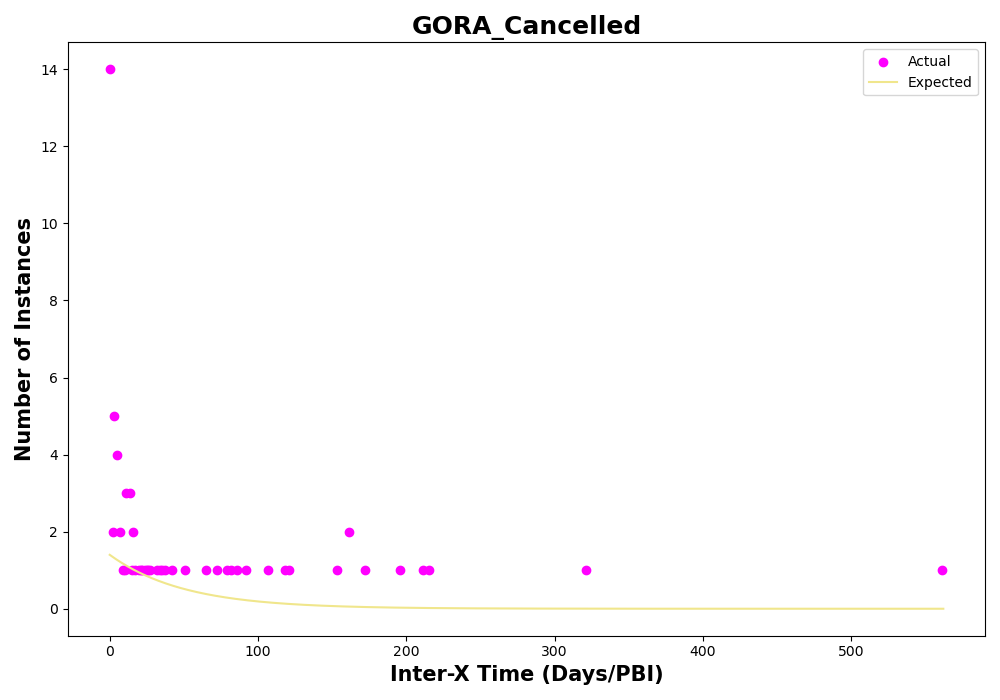 GORA_Cancelled
Actual
Expected
14
12
10
8
6
4
2
0
Number of Instances
0 100 200 300 400 500
Inter-X Time (Days/PBI)